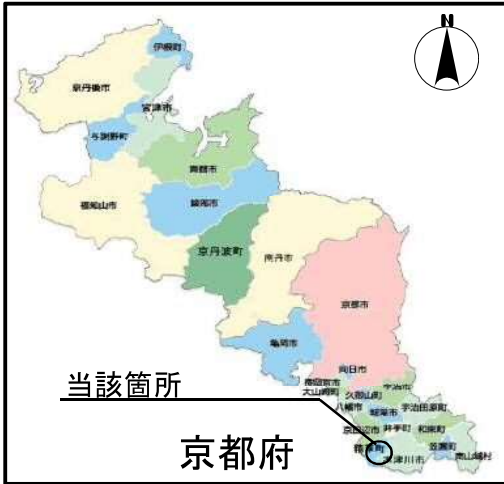 N
伊根町
京丹後市
宮津市
与謝野町
舞鶴市
福知山市
綾部市
京丹波町
南丹市
京都市
亀岡市
向日市
長岡京市
大山崎町
宇治市
久御山町
八幡市
城陽市
宇治田原町
京田辺市
井手町
和束町
精華町
木津川市
笠置町
南山城村
当該箇所
京都府